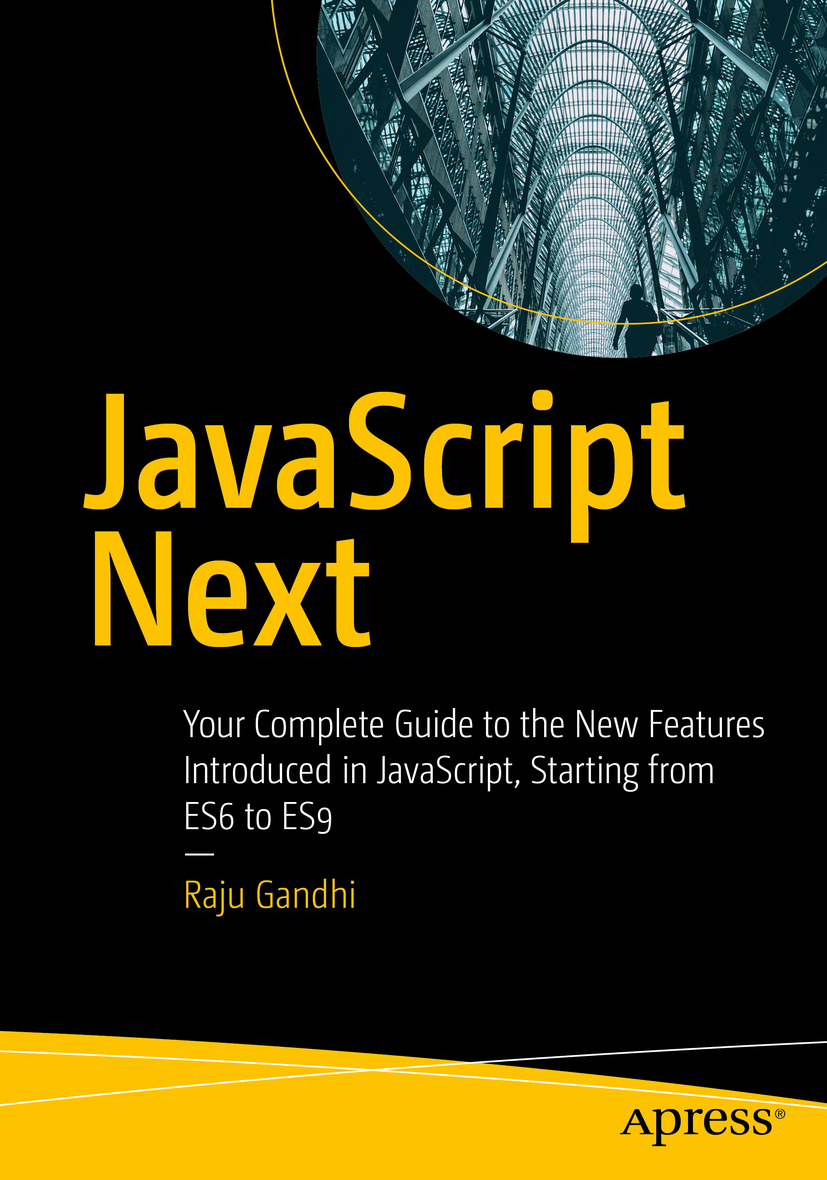 JavaScript
Next
Your Complete Guide to the New Features
Introduced in JavaScript, Starting from
ES6 to ES9
—
Raju Gandhi
Apress®